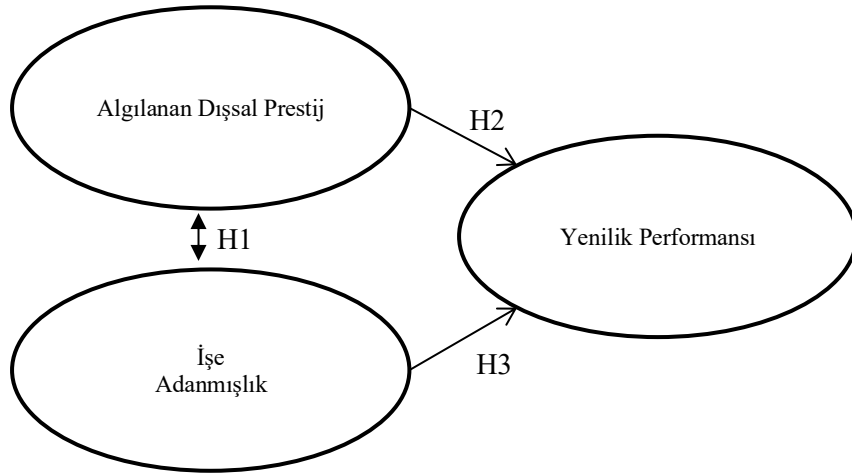 Algılanan Dışsal Prestij
H2
H1
Yenilik Performansı
İşe
Adanmışlık
H3